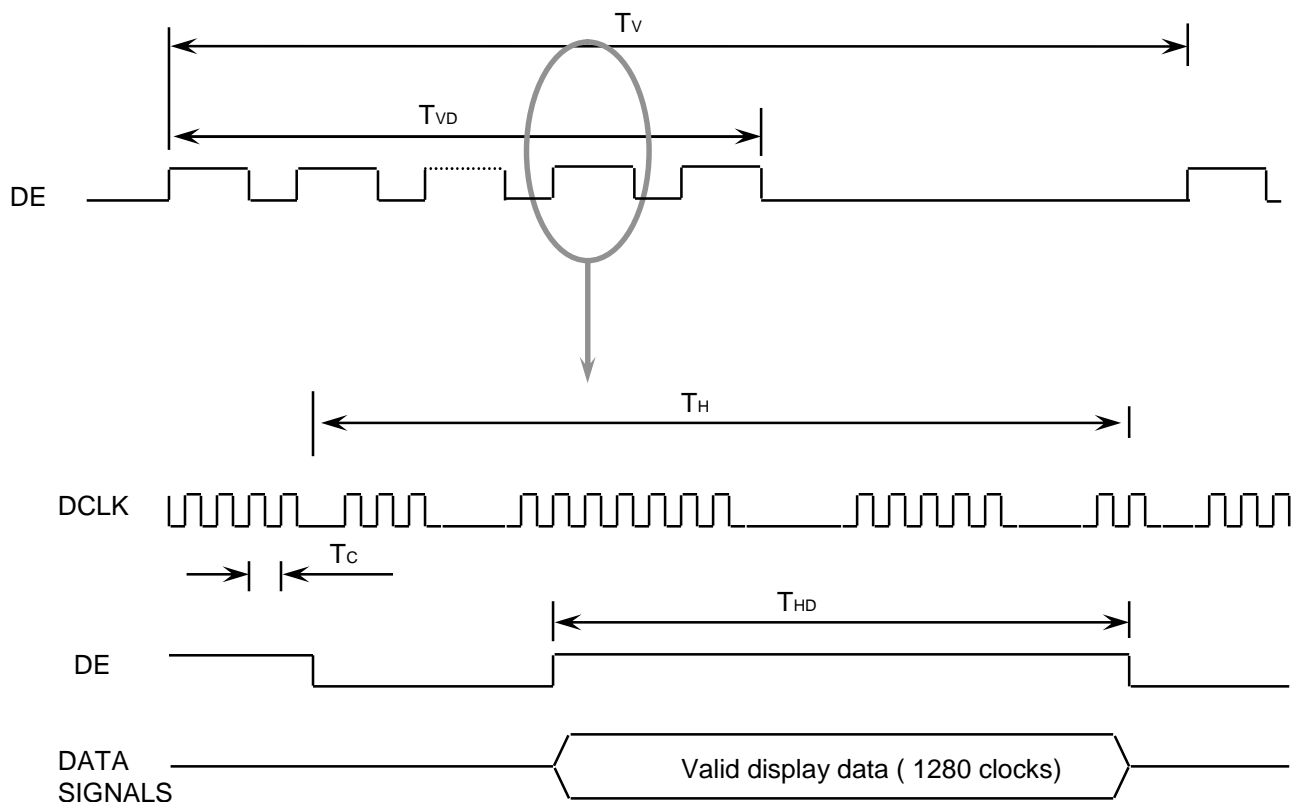 TV
TVD
DE
TH
DCLK
TC
THD
DE
DATA
SIGNALS
Valid display data ( 1280 clocks)